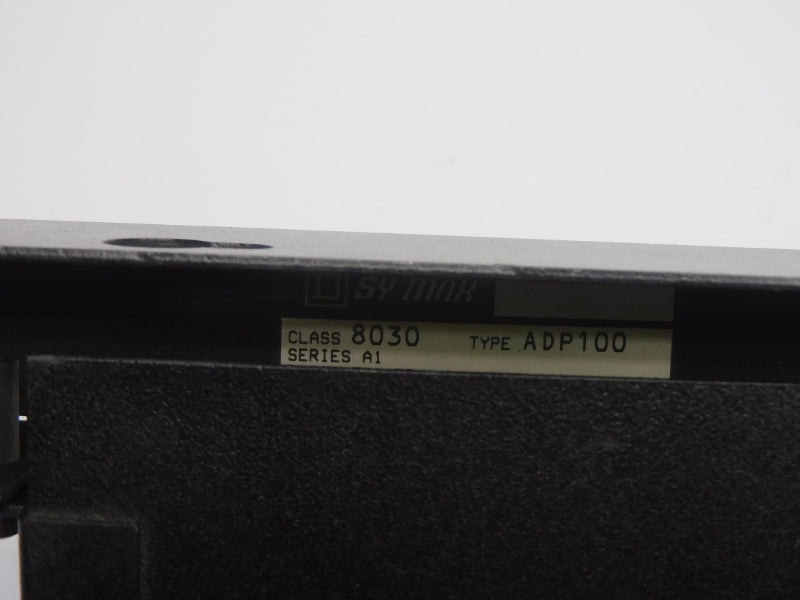 SY/MAX
CLASS 8030 TYPE ADP100
SERIES A1